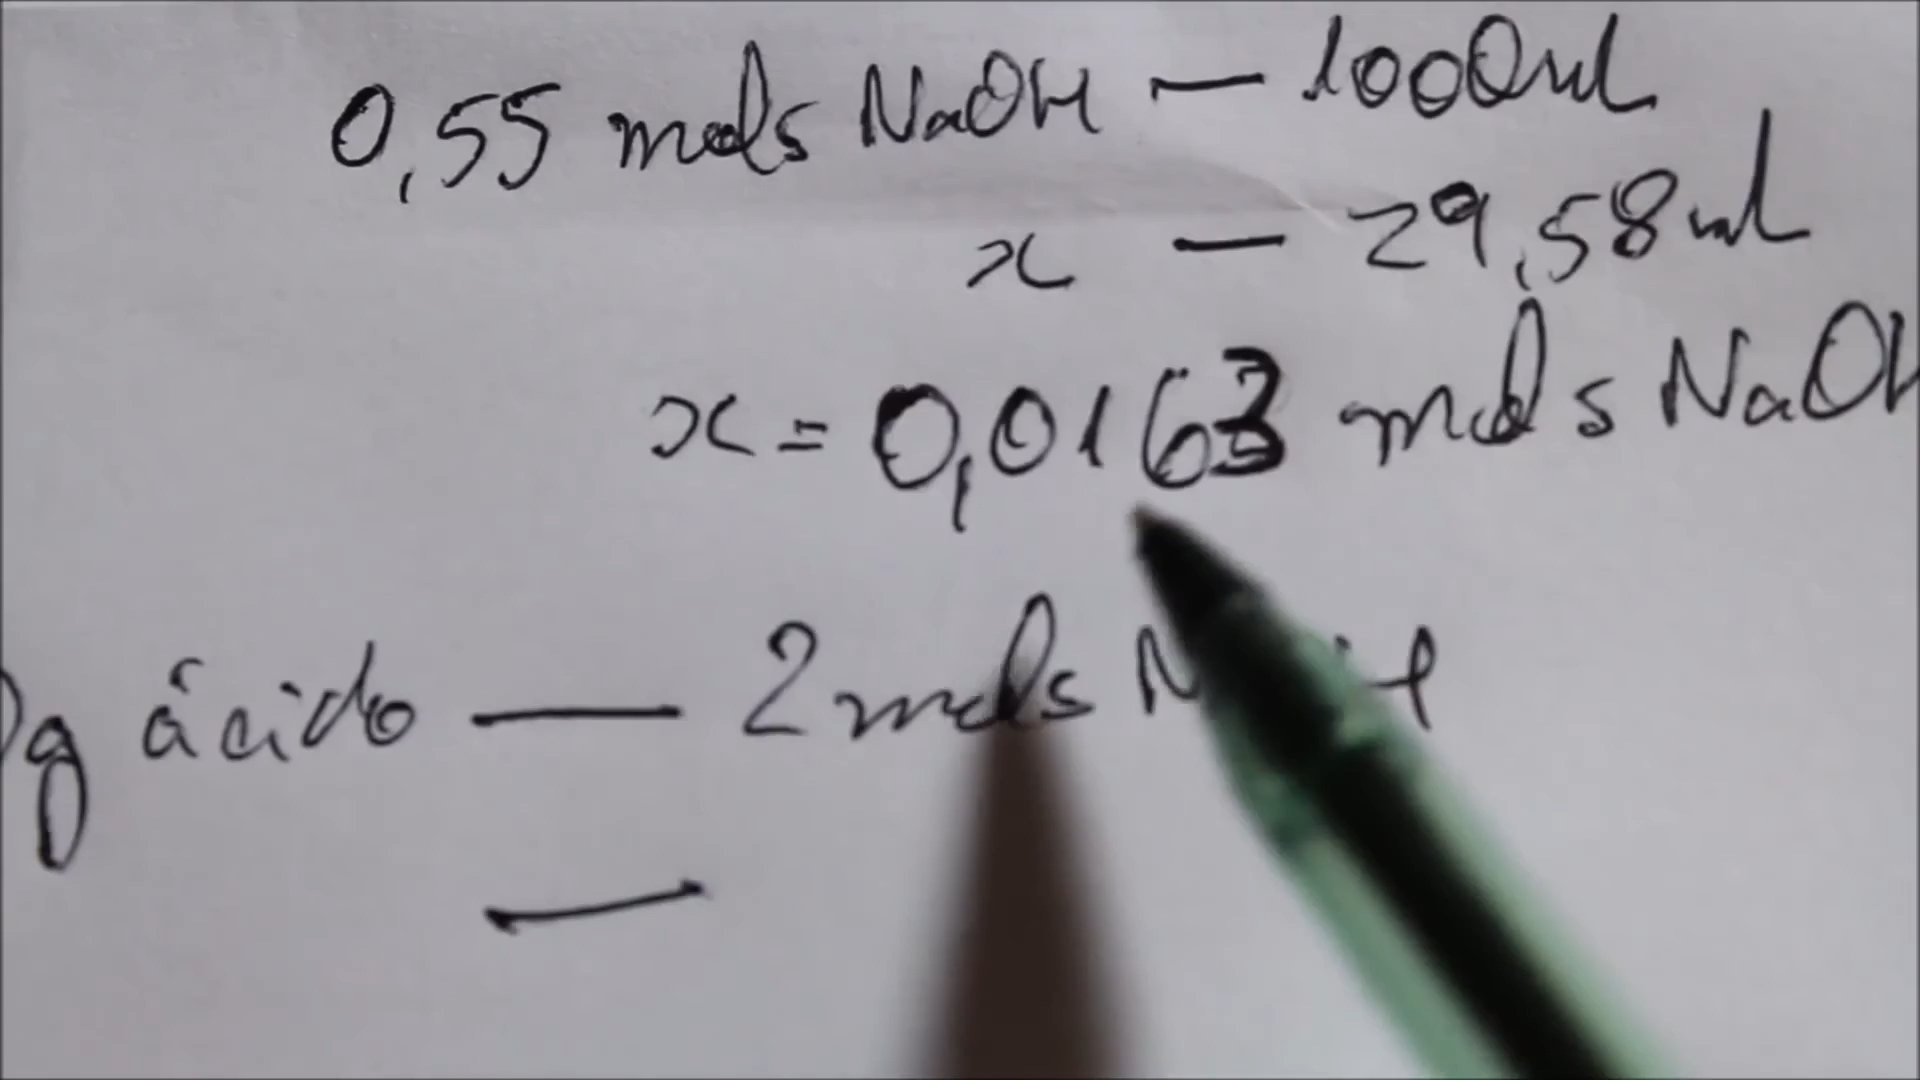 0,55 mols NaOH — 1000ml
x — 29,58ml
x = 0,0163 mols NaOH
g ácido — 2 mols
—